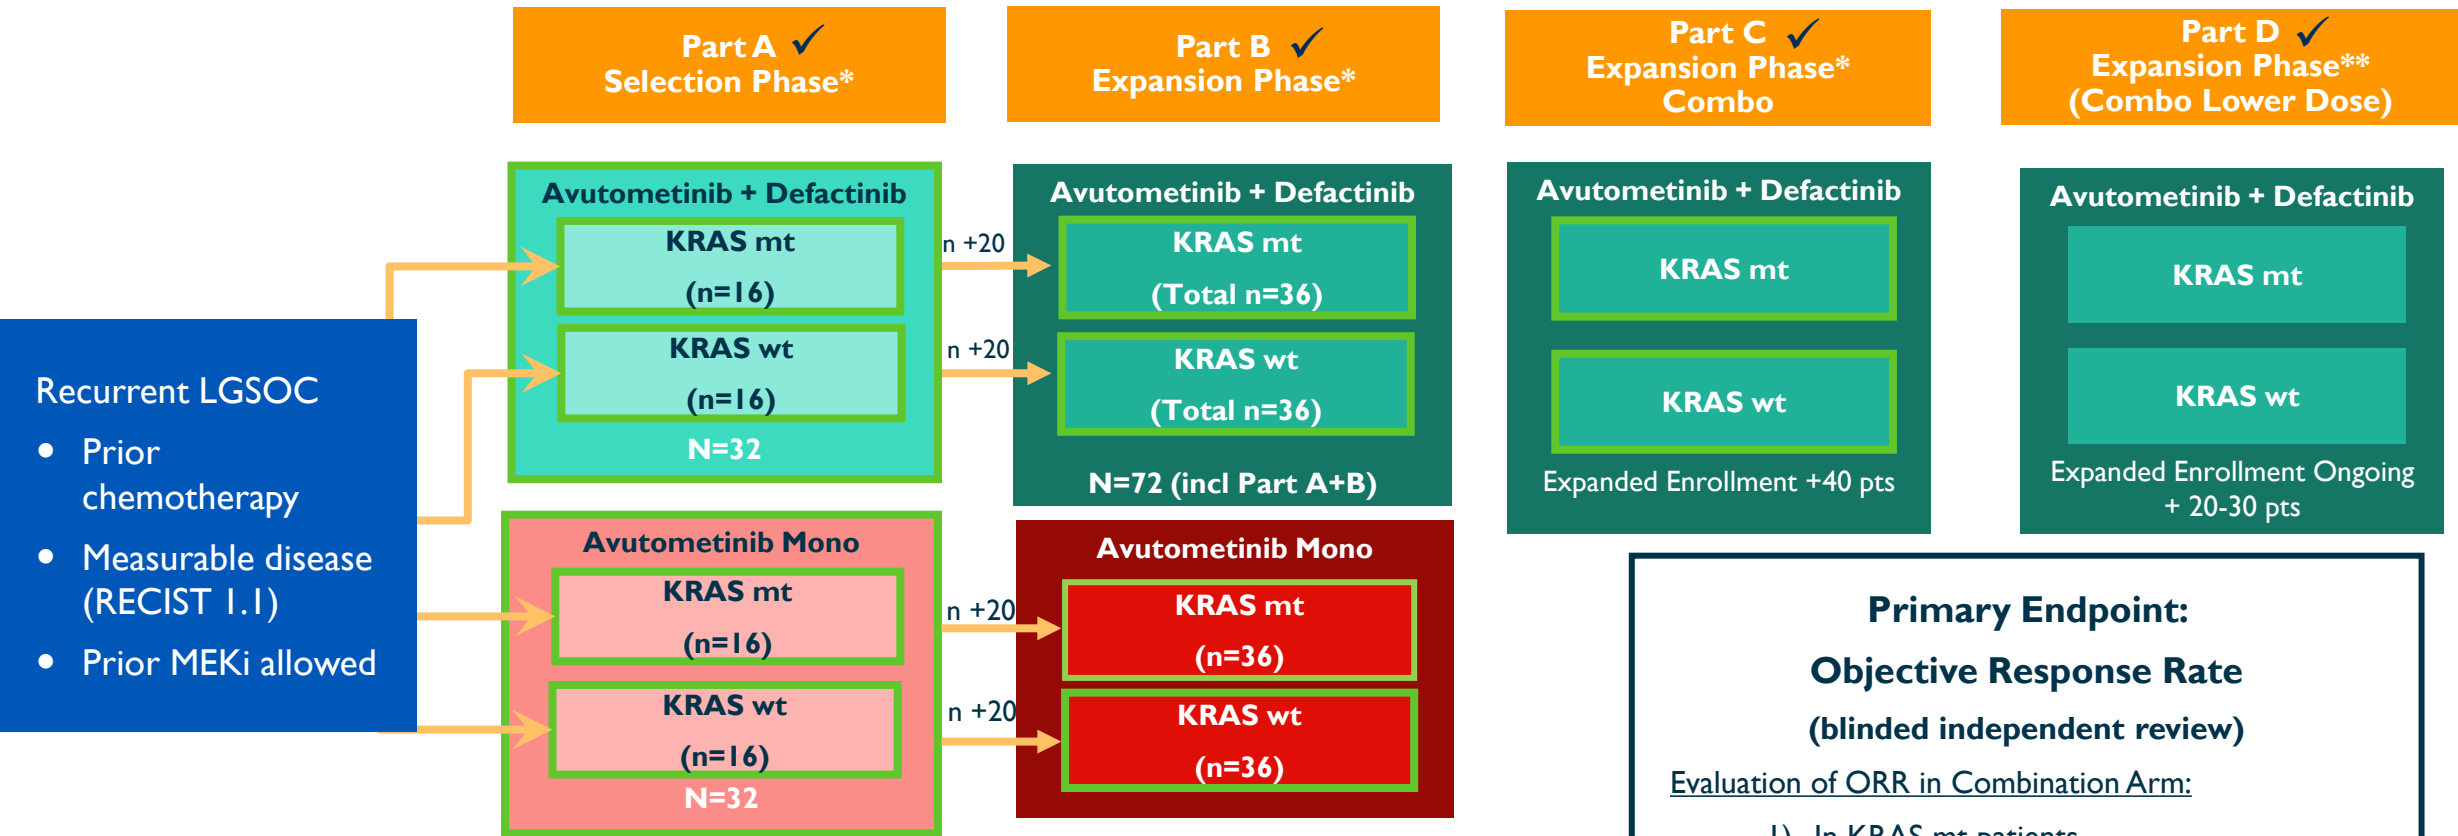 Part A ✓
Selection Phase*
Part B ✓
Expansion Phase*
Part C ✓
Expansion Phase*
Combo
Part D ✓
Expansion Phase**
(Combo Lower Dose)
Recurrent LGSOC
• Prior
chemotherapy
• Measurable disease
(RECIST 1.1)
• Prior MEKi allowed
Avutometinib + Defactinib
KRAS mt
(n=16)
KRAS wt
(n=16)
N=32
n +20
n +20
Avutometinib + Defactinib
KRAS mt
(Total n=36)
KRAS wt
(Total n=36)
N=72 (incl Part A+B)
Avutometinib + Defactinib
KRAS mt
KRAS wt
Expanded Enrollment +40 pts
Avutometinib + Defactinib
KRAS mt
KRAS wt
Expanded Enrollment Ongoing
+ 20-30 pts
Avutometinib Mono
KRAS mt
(n=16)
KRAS wt
(n=16)
N=32
n +20
n +20
Avutometinib Mono
KRAS mt
(n=36)
KRAS wt
(n=36)
Primary Endpoint:
Objective Response Rate
(blinded independent review)
Evaluation of ORR in Combination Arm:
1) In KRAS mt patients